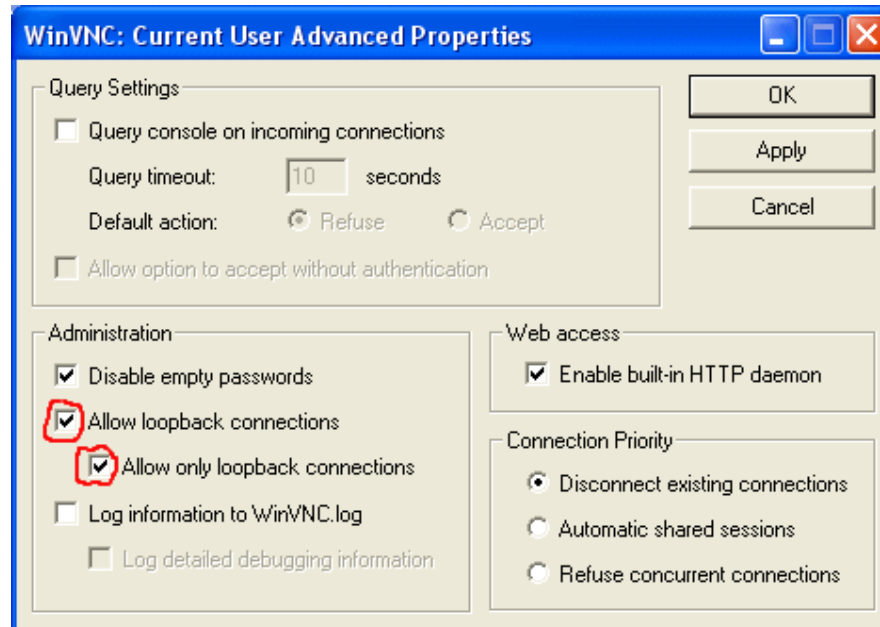 WinVNC: Current User Advanced Properties
Query Settings
Query console on incoming connections
Query timeout: 10 seconds
Default action: Refuse Accept
Allow option to accept without authentication
OK
Apply
Cancel
Administration
Disable empty passwords
Allow loopback connections
Allow only loopback connections
Log information to WinVNC.log
Log detailed debugging information
Web access
Enable built-in HTTP daemon
Connection Priority
Disconnect existing connections
Automatic shared sessions
Refuse concurrent connections